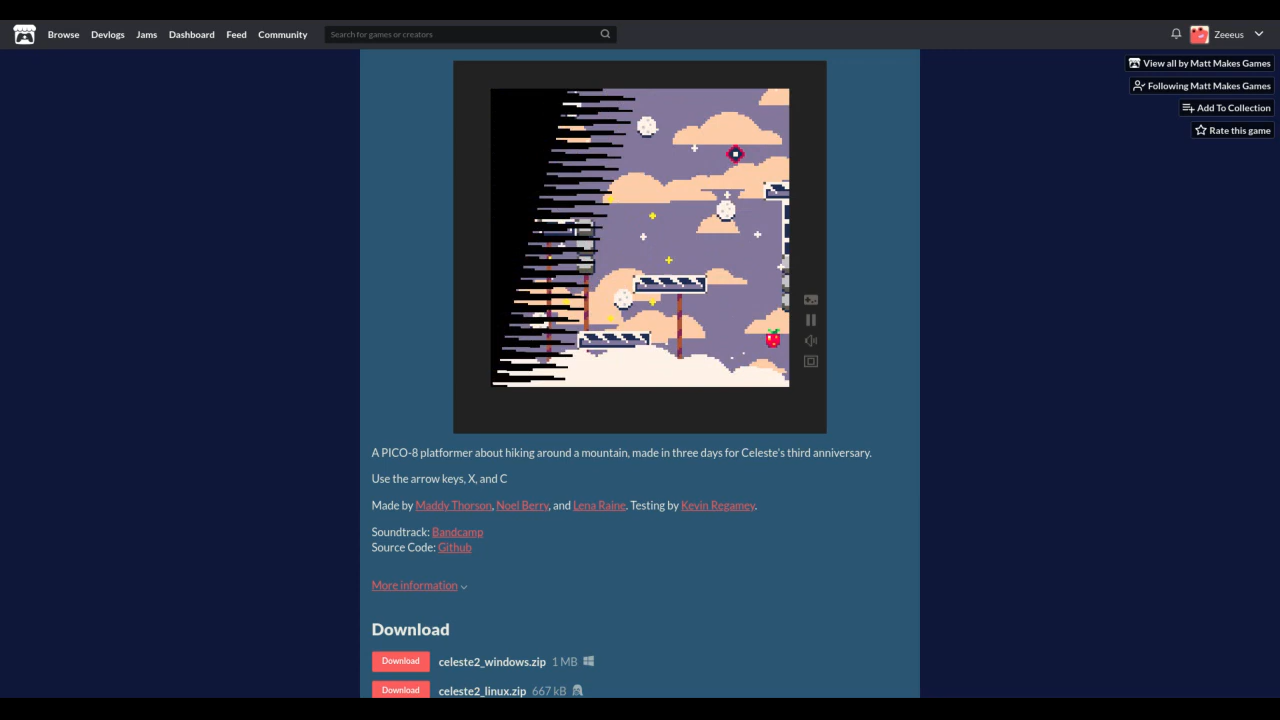 Browse Devlogs Jams Dashboard Feed Community Search for games or creators Zeeeus
View all by Matt Makes Games
Following Matt Makes Games
Add To Collection
Rate this game
A PICO-8 platformer about hiking around a mountain, made in three days for Celeste's third anniversary.
Use the arrow keys, X, and C
Made by Maddy Thorson, Noel Berry, and Lena Raine. Testing by Kevin Regamey.
Soundtrack: Bandcamp
Source Code: Github
More information
Download
Download celeste2_windows.zip 1 MB
Download celeste2_linux.zip 667 kB